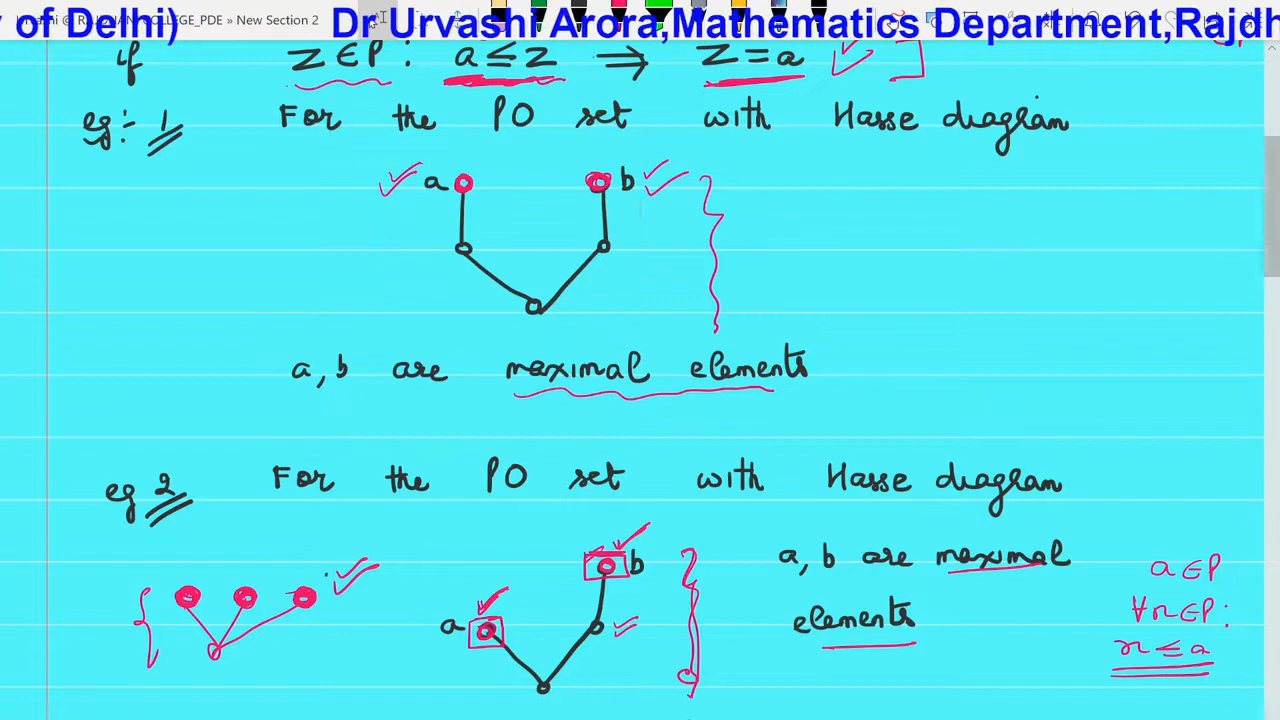 of Delhi) Dr Urvashi Arora,Mathematics Department,Rajdh
» New Section 2
if z ∈ P : a ≤ z ⇒ z = a
eg:- 1 For the PO set with Hasse diagram
a b
a, b are maximal elements
eg 2 For the PO set with Hasse diagram
b
a
a, b are maximal
elements
a ∈ P
∀ x ∈ P :
x ≤ a